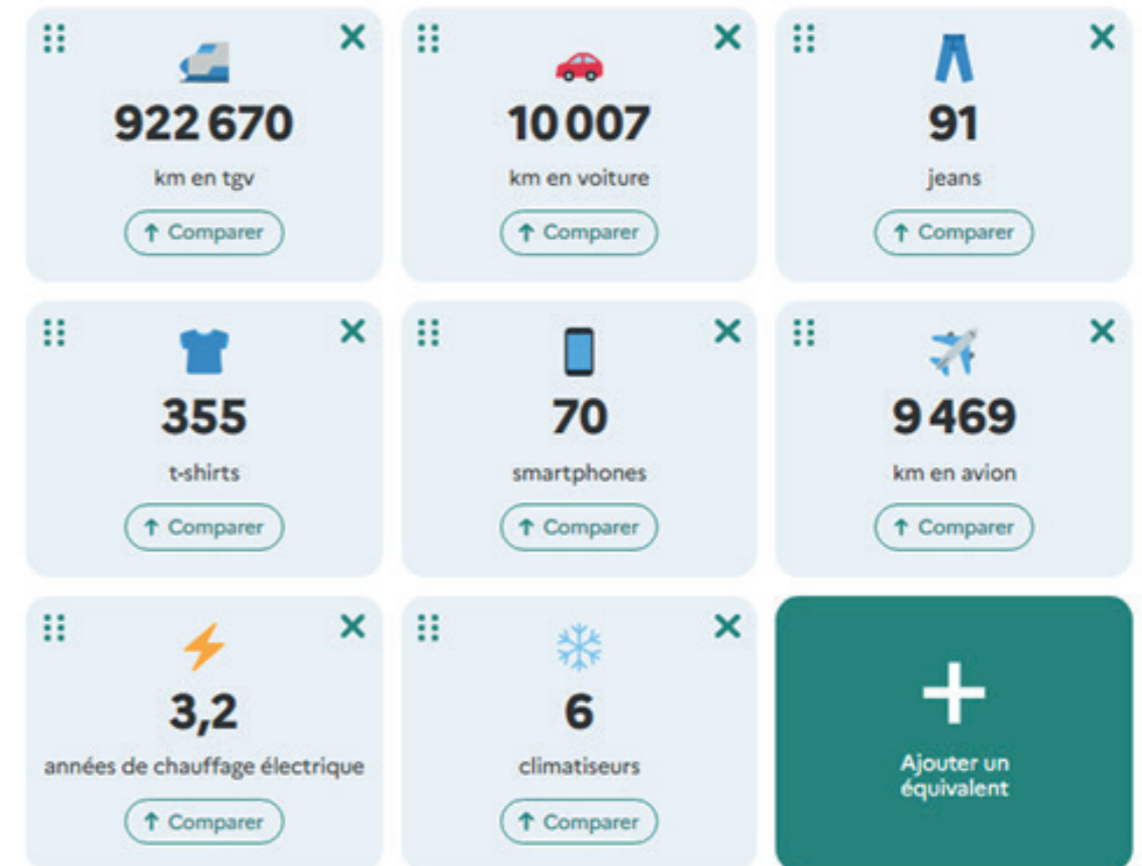 922 670
km en tgv
↑ Comparer
10 007
km en voiture
↑ Comparer
91
jeans
↑ Comparer
355
t-shirts
↑ Comparer
70
smartphones
↑ Comparer
9 469
km en avion
↑ Comparer
3,2
années de chauffage électrique
↑ Comparer
6
climatiseurs
↑ Comparer
Ajouter un
équivalent